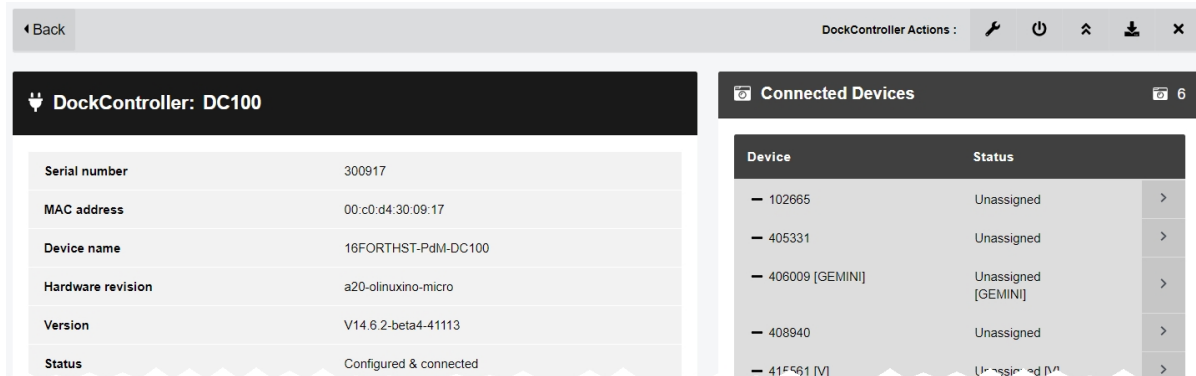 Back
DockController Actions :
DockController: DC100
Serial number 300917
MAC address 00:c0:d4:30:09:17
Device name 16FORTHST-PdM-DC100
Hardware revision a20-olinuxino-micro
Version V14.6.2-beta4-41113
Status Configured & connected
Connected Devices 6
Device Status
102665 Unassigned
405331 Unassigned
406009 [GEMINI] Unassigned
[GEMINI]
408940 Unassigned
415561 [V] Unassigned [V]